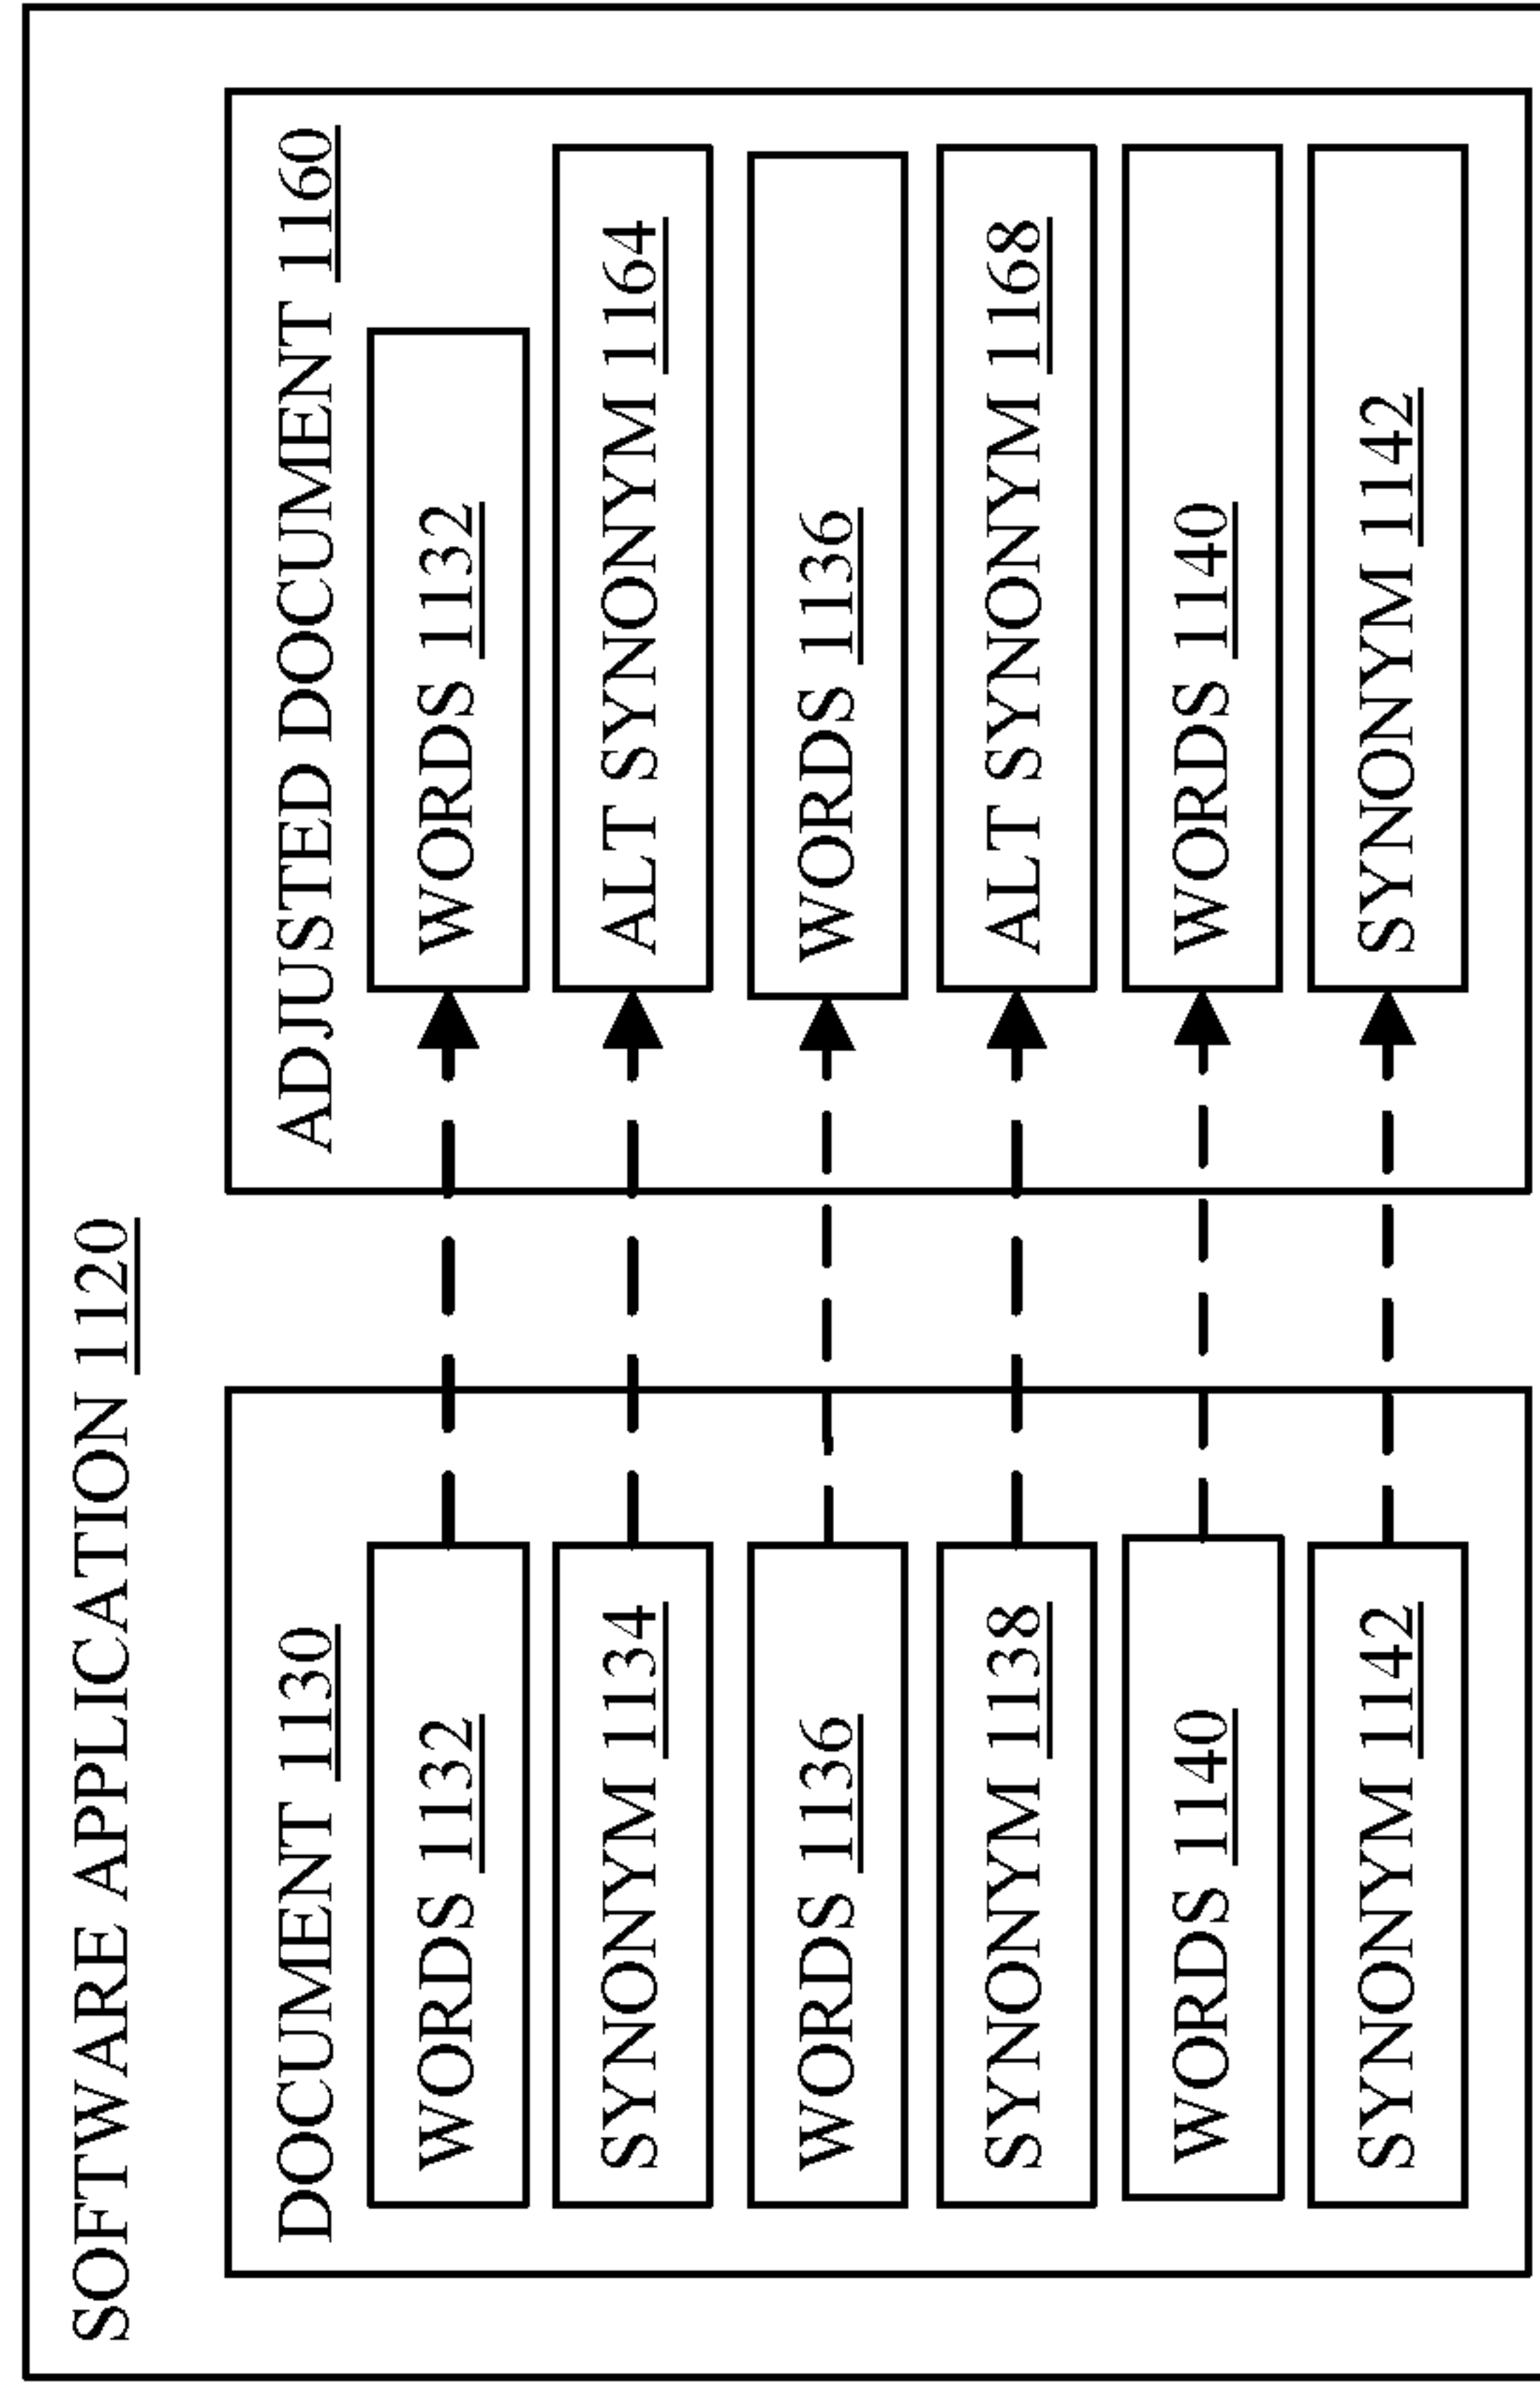 SOFTWARE APPLICATION 1120
DOCUMENT 1130
WORDS 1132
SYNONYM 1134
WORDS 1136
SYNONYM 1138
WORDS 1140
SYNONYM 1142
ADJUSTED DOCUMENT 1160
WORDS 1132
ALT SYNONYM 1164
WORDS 1136
ALT SYNONYM 1168
WORDS 1140
SYNONYM 1142